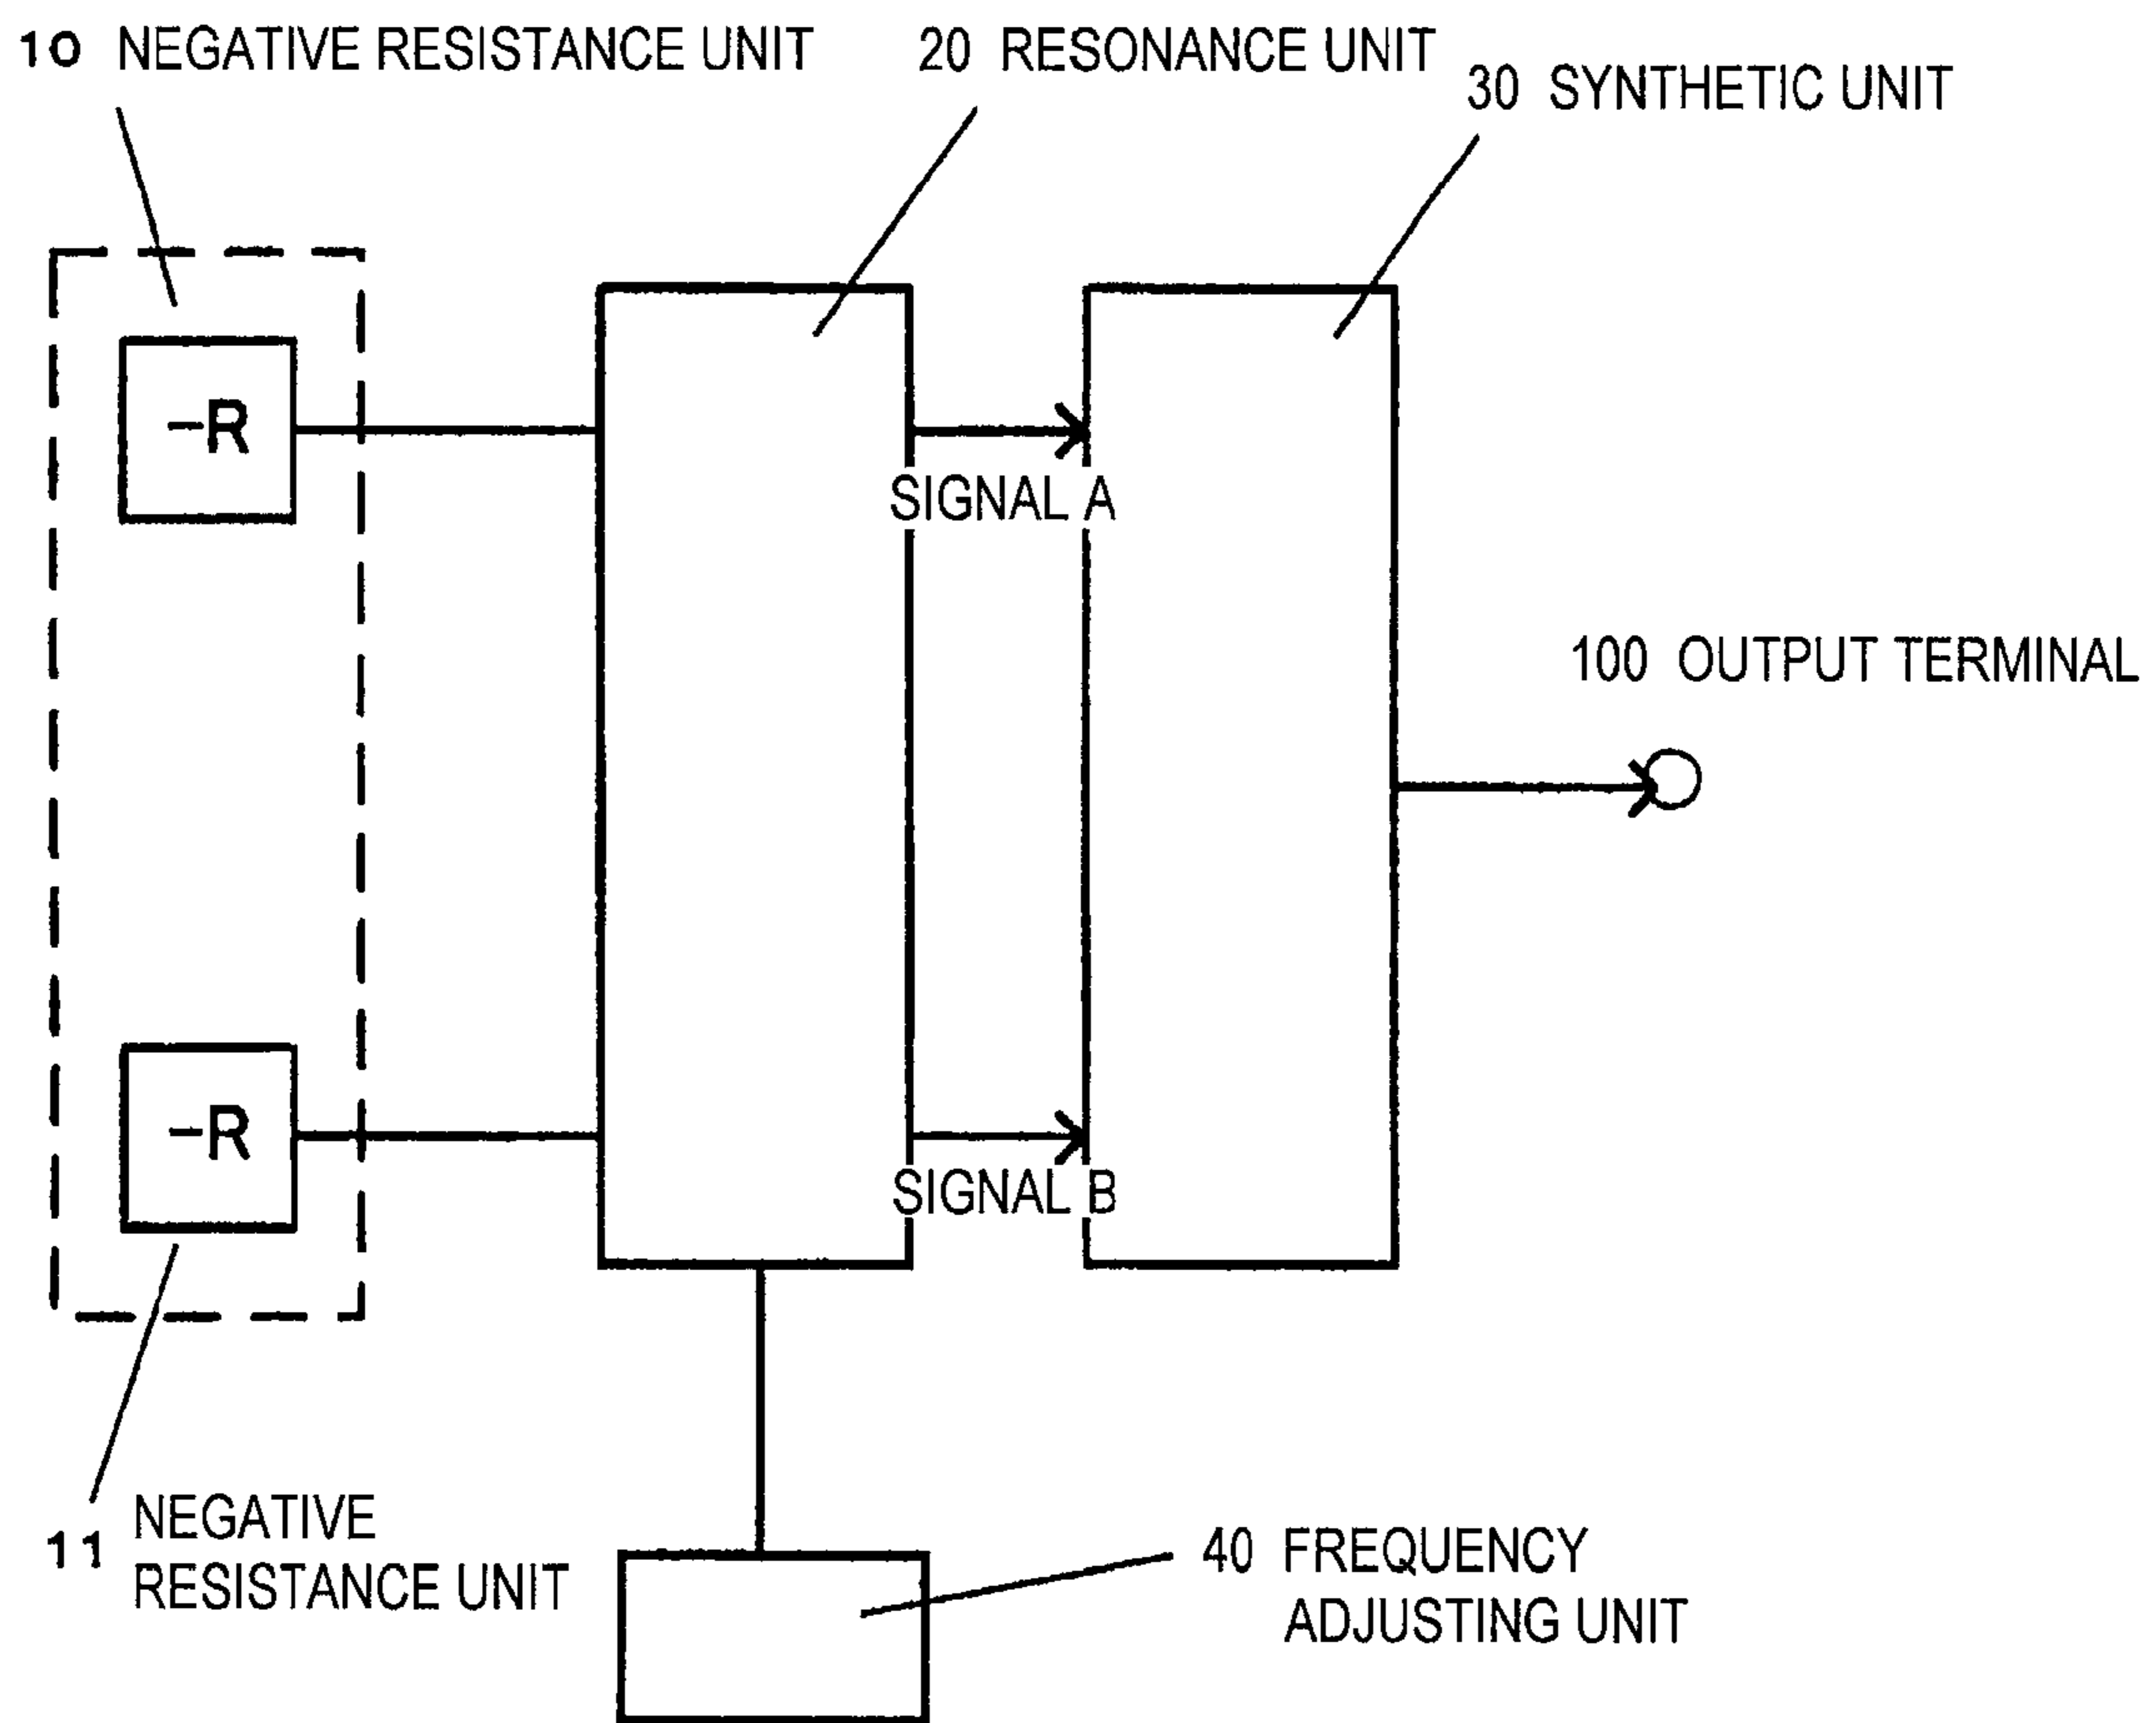 10 NEGATIVE RESISTANCE UNIT
20 RESONANCE UNIT
30 SYNTHETIC UNIT
-R
SIGNAL A
100 OUTPUT TERMINAL
-R
SIGNAL B
11 NEGATIVE
RESISTANCE UNIT
40 FREQUENCY
ADJUSTING UNIT